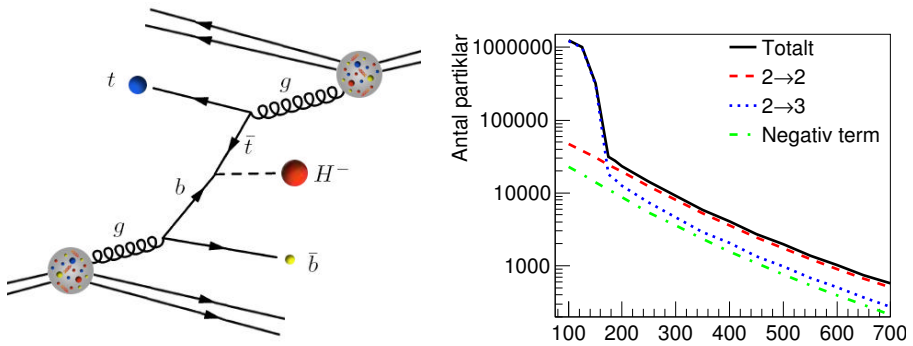 g
t
t̄
H⁻
b
g
b̄
Antal partiklar
1000000
100000
10000
1000
Totalt
2→2
2→3
Negativ term
100 200 300 400 500 600 700